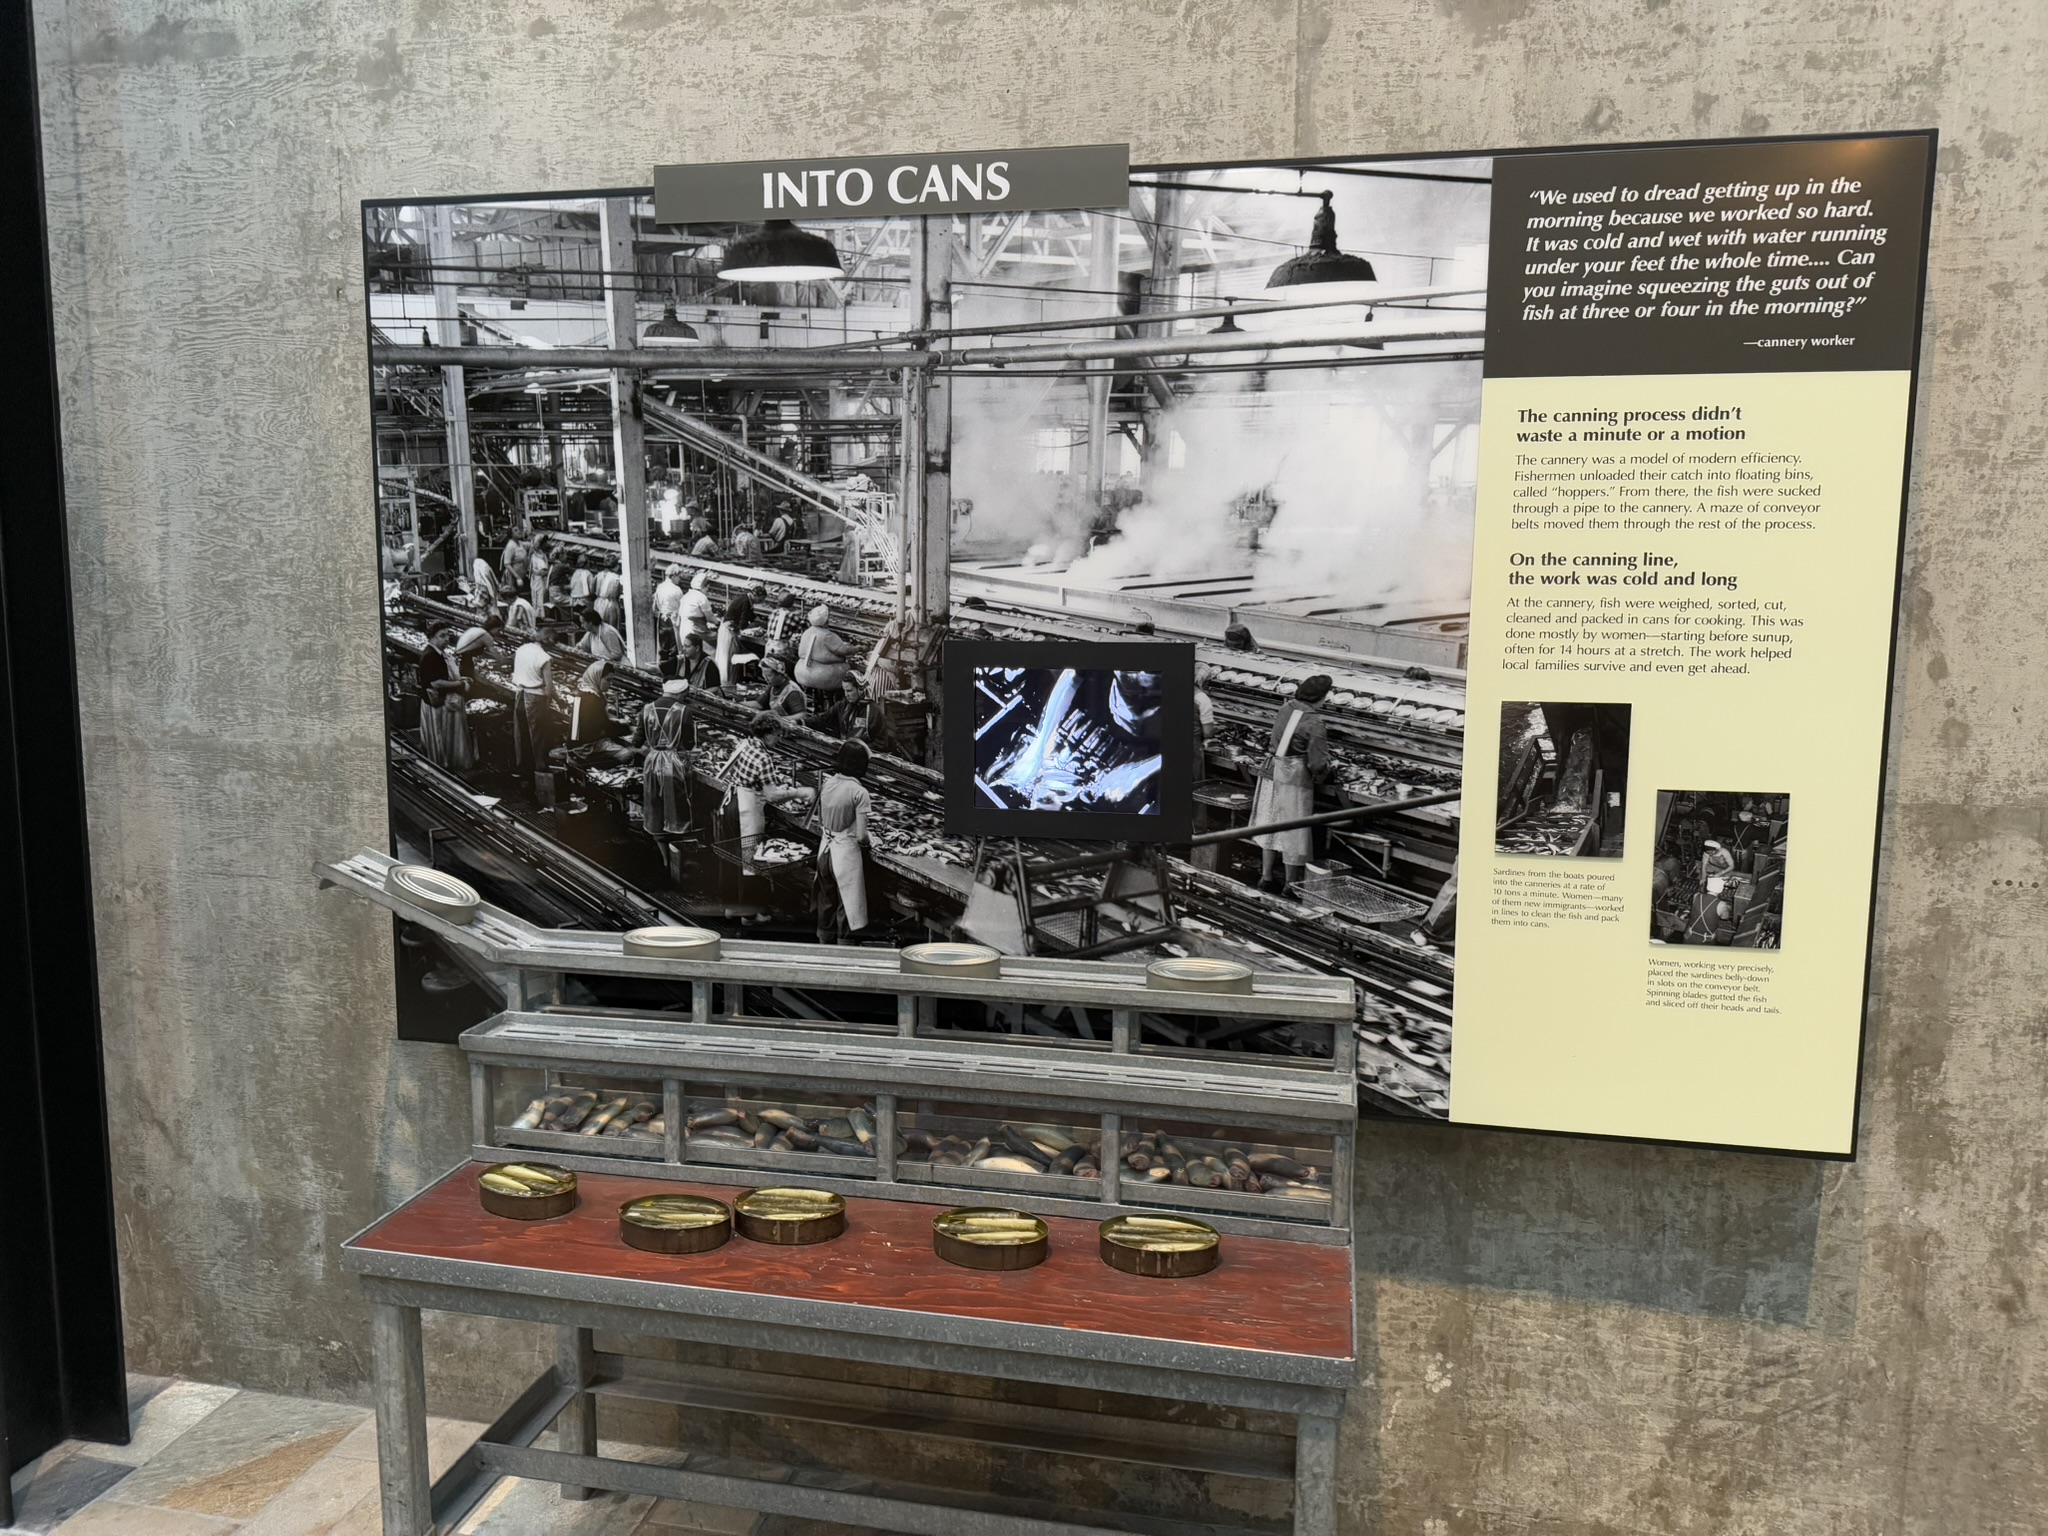 INTO CANS
“We used to dread getting up in the
morning because we worked so hard.
It was cold and wet with water running
under your feet the whole time.... Can
you imagine squeezing the guts out of
fish at three or four in the morning?”
—cannery worker
The canning process didn’t
waste a minute or a motion
The cannery was a model of modern efficiency.
Fishermen unloaded their catch into floating bins,
called “hoppers.” From there, the fish were sucked
through a pipe to the cannery. A maze of conveyor
belts moved them through the rest of the process.
On the canning line,
the work was cold and long
At the cannery, fish were weighed, sorted, cut,
cleaned and packed in cans for cooking. This was
done mostly by women—starting before sunup,
often for 14 hours at a stretch. The work helped
local families survive and even get ahead.
Sardines from the boats poured
into the canneries at a rate of
10 tons a minute. Women—many
of them new immigrants—worked
in lines to clean the fish and pack
them into cans.
Women, working very precisely,
placed the sardines belly-down
in slots on the conveyor belt.
Spinning blades gutted the fish
and sliced off their heads and tails.